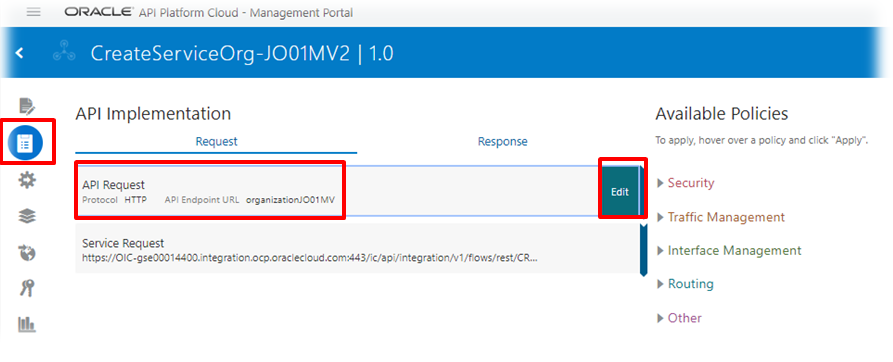 ORACLE® API Platform Cloud - Management Portal
CreateServiceOrg-JO01MV2 | 1.0
API Implementation
Request
Response
API Request
Protocol HTTP API Endpoint URL organizationJO01MV
Edit
Service Request
https://OIC-gse00014400.integration.ocp.oraclecloud.com:443/ic/api/integration/v1/flows/rest/CR...
Available Policies
To apply, hover over a policy and click "Apply".
Security
Traffic Management
Interface Management
Routing
Other